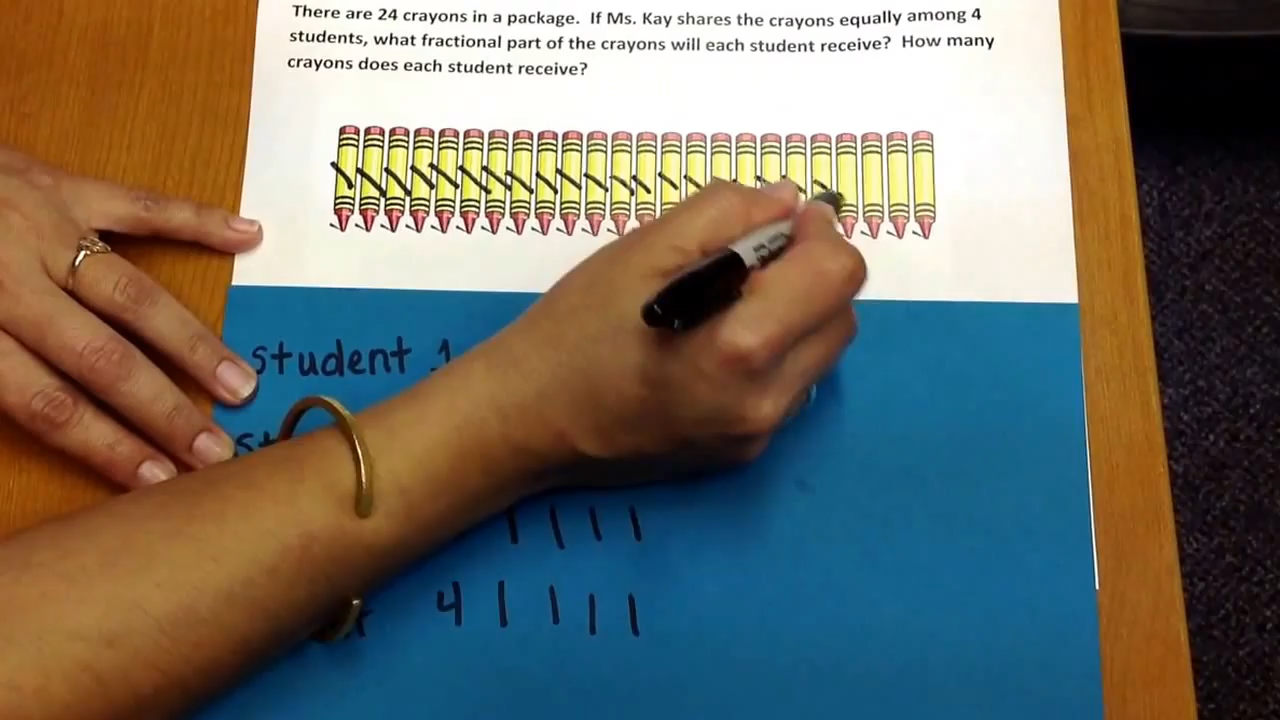 There are 24 crayons in a package. If Ms. Kay shares the crayons equally among 4
students, what fractional part of the crayons will each student receive? How many
crayons does each student receive?
student 1
4